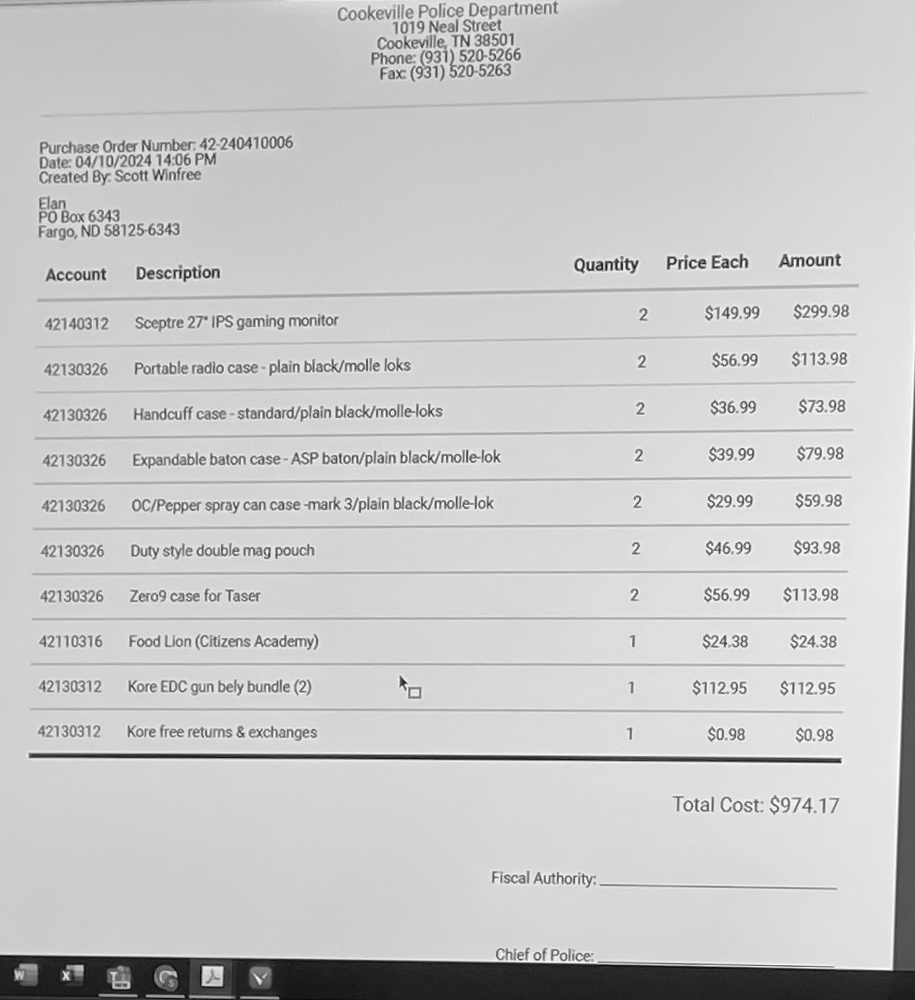 Cookeville Police Department
1019 Neal Street
Cookeville, TN 38501
Phone: (931) 520-5266
Fax: (931) 520-5263
Purchase Order Number: 42-240410006
Date: 04/10/2024 14:06 PM
Created By: Scott Winfree
Elan
PO Box 6343
Fargo, ND 58125-6343
Account Description Quantity Price Each Amount
42140312 Sceptre 27" IPS gaming monitor 2 $149.99 $299.98
42130326 Portable radio case - plain black/molle loks 2 $56.99 $113.98
42130326 Handcuff case - standard/plain black/molle-loks 2 $36.99 $73.98
42130326 Expandable baton case - ASP baton/plain black/molle-lok 2 $39.99 $79.98
42130326 OC/Pepper spray can case -mark 3/plain black/molle-lok 2 $29.99 $59.98
42130326 Duty style double mag pouch 2 $46.99 $93.98
42130326 Zero9 case for Taser 2 $56.99 $113.98
42110316 Food Lion (Citizens Academy) 1 $24.38 $24.38
42130312 Kore EDC gun bely bundle (2) 1 $112.95 $112.95
42130312 Kore free returns & exchanges 1 $0.98 $0.98
Total Cost: $974.17
Fiscal Authority:
Chief of Police:
W X T